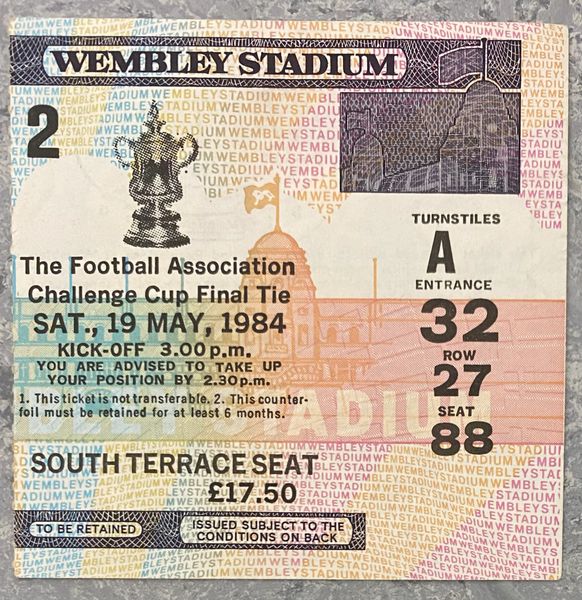 WEMBLEY STADIUM
2
The Football Association
Challenge Cup Final Tie
SAT., 19 MAY, 1984
KICK-OFF 3.00 p.m.
YOU ARE ADVISED TO TAKE UP
YOUR POSITION BY 2.30p.m.
1. This ticket is not transferable. 2. This counter-
foil must be retained for at least 6 months.
TURNSTILES
A
ENTRANCE
32
ROW
27
SEAT
88
SOUTH TERRACE SEAT
£17.50
TO BE RETAINED
ISSUED SUBJECT TO THE
CONDITIONS ON BACK